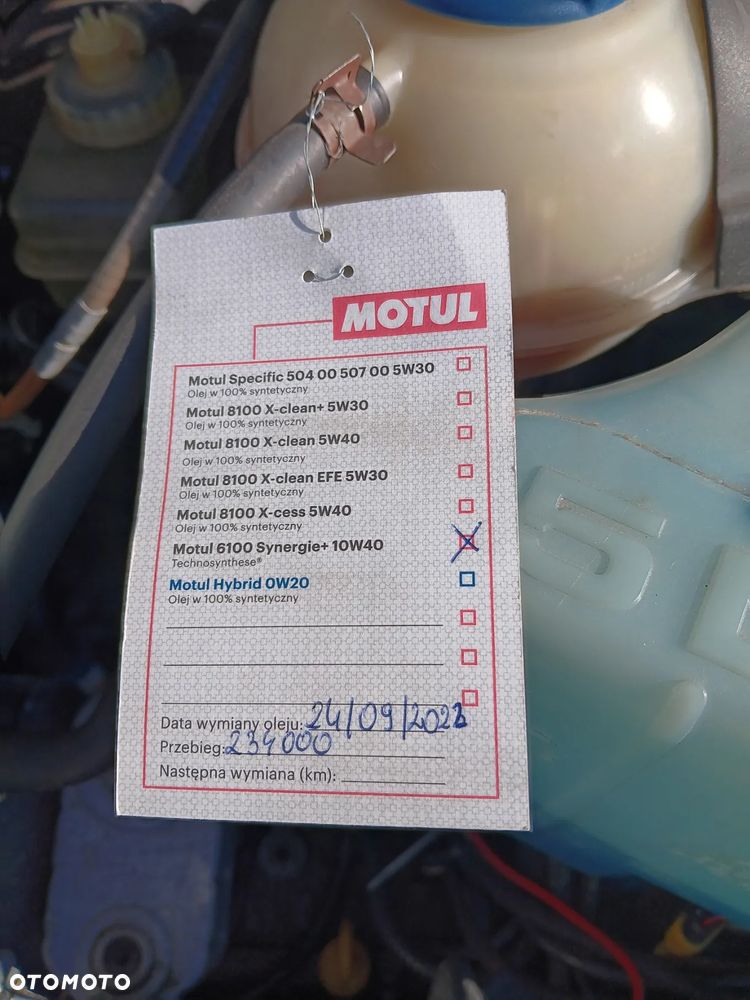 MOTUL
Motul Specific 504 00 507 00 5W30
Olej w 100% syntetyczny
Motul 8100 X-clean+ 5W30
Olej w 100% syntetyczny
Motul 8100 X-clean 5W40
Olej w 100% syntetyczny
Motul 8100 X-clean EFE 5W30
Olej w 100% syntetyczny
Motul 8100 X-cess 5W40
Olej w 100% syntetyczny
Motul 6100 Synergie+ 10W40
Technosynthese®
Motul Hybrid 0W20
Olej w 100% syntetyczny
Data wymiany oleju: 24/09/2022
Przebieg: 234000
Następna wymiana (km):
OTOMOTO